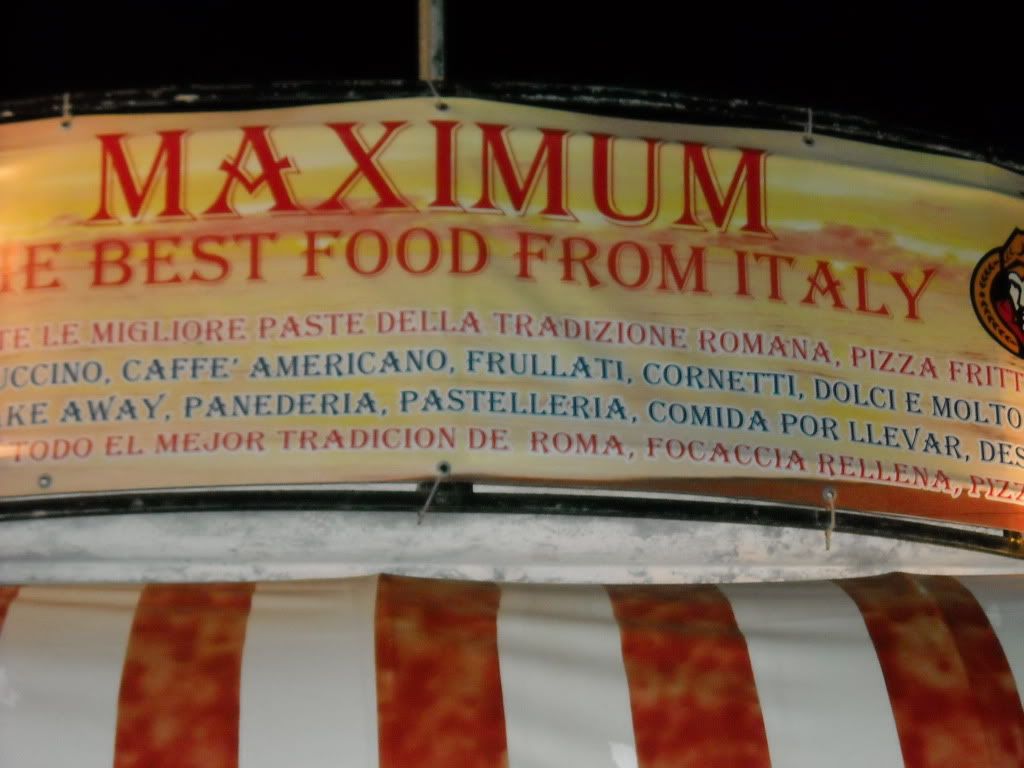 MAXIMUM
BEST FOOD FROM ITALY
LE MIGLIORE PASTE DELLA TRADIZIONE ROMANA, PIZZA
CAFFE' AMERICANO, FRULLATI, CORNETTI, DOLCI E MOLTO
AWAY, PANEDERIA, PASTELLERIA, COMIDA POR LLEVAR,
TODO EL MEJOR TRADICION DE ROMA, FOCACCIA RELLENA,